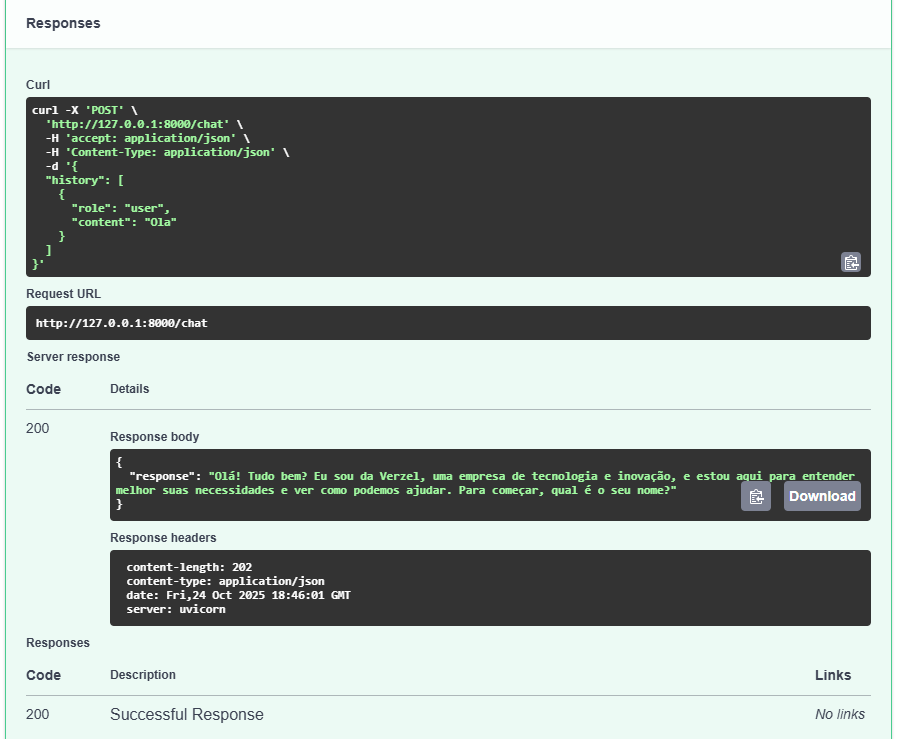 Responses
Curl
curl -X 'POST' \
  'http://127.0.0.1:8000/chat' \
  -H 'accept: application/json' \
  -H 'Content-Type: application/json' \
  -d '{
  "history": [
    {
      "role": "user",
      "content": "Ola"
    }
  ]
}'
Request URL
http://127.0.0.1:8000/chat
Server response
Code Details
200
Response body
{
  "response": "Olá! Tudo bem? Eu sou da Verzel, uma empresa de tecnologia e inovação, e estou aqui para entender
melhor suas necessidades e ver como podemos ajudar. Para começar, qual é o seu nome?"
}
Download
Response headers
content-length: 202
content-type: application/json
date: Fri,24 Oct 2025 18:46:01 GMT
server: uvicorn
Responses
Code Description Links
200 Successful Response No links